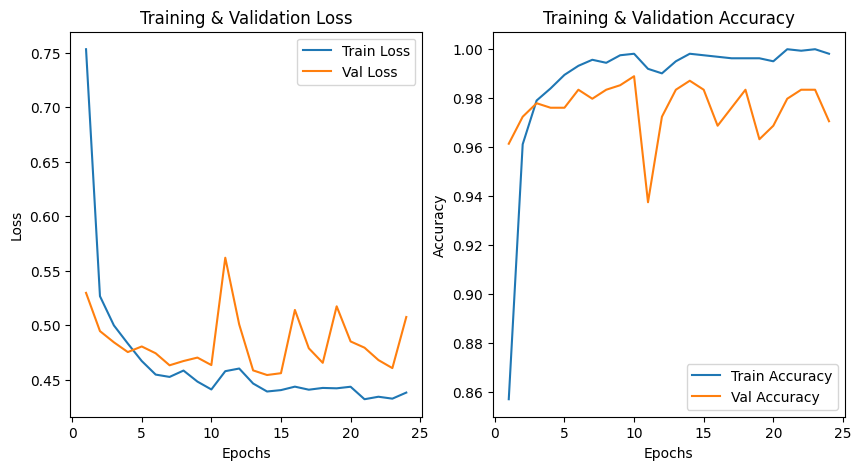 Training & Validation Loss
Train Loss
Val Loss
0.75
0.70
0.65
0.60
0.55
0.50
0.45
Loss
0
5
10
15
20
25
Epochs
Training & Validation Accuracy
1.00
0.98
0.96
0.94
0.92
0.90
0.88
0.86
Accuracy
Train Accuracy
Val Accuracy
0
5
10
15
20
25
Epochs